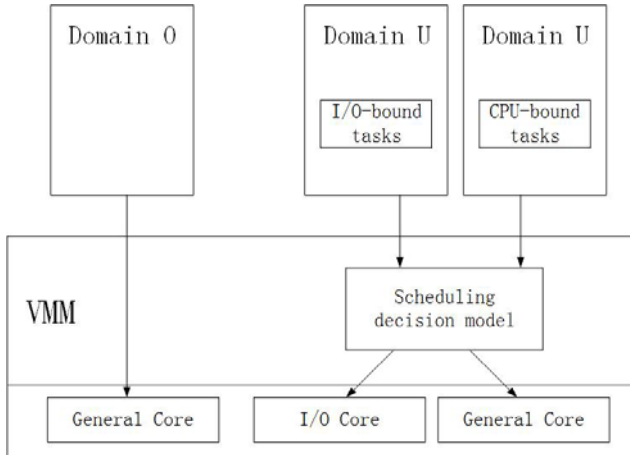 Domain 0
Domain U
Domain U
I/O-bound
tasks
CPU-bound
tasks
VMM
Scheduling
decision model
General Core
I/O Core
General Core